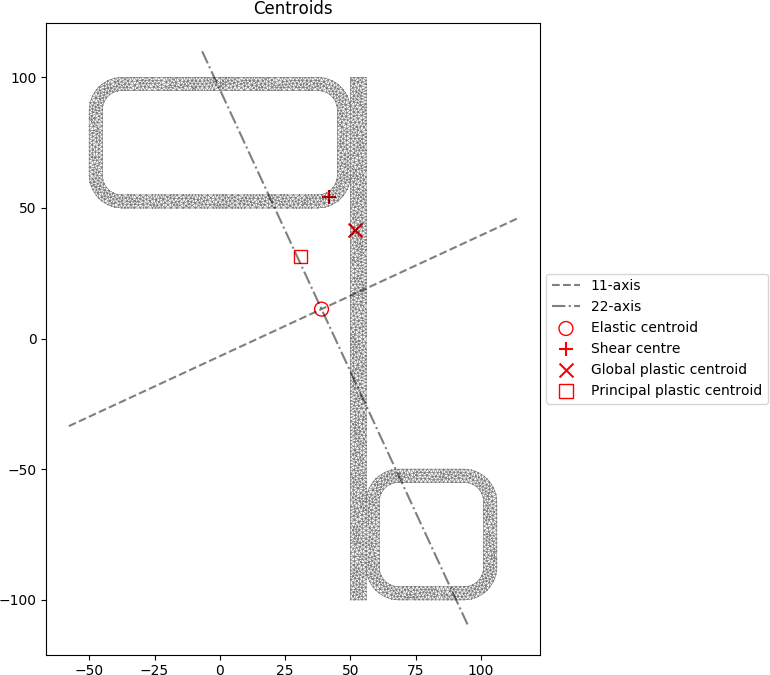 Centroids
100
50
0
−50
−100
−50
−25
0
25
50
75
100
11-axis
22-axis
Elastic centroid
Shear centre
Global plastic centroid
Principal plastic centroid